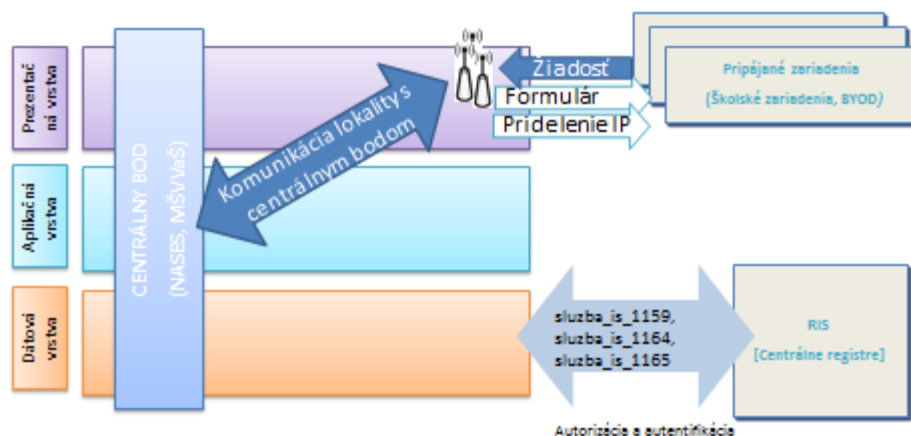 Prezentač
ná vrstva
Aplikačná
vrstva
Dátová
vrstva
CENTRÁLNY BOD
(NASES, MŠVVaŠ)
Komunikácia lokality s
centrálnym bodom
Žiadosť
Formulár
Pridelenie IP
Pripájané zariadenia
(Školské zariadenia, BYOD)
sluzba_is_1159,
sluzba_is_1164,
sluzba_is_1165
RIS
[Centrálne registre]
Autorizácia a autentifikácia